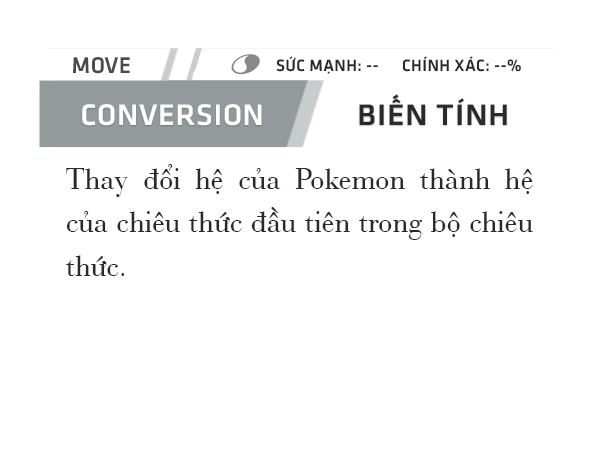 MOVE SỨC MẠNH: -- CHÍNH XÁC: --%
CONVERSION BIẾN TÍNH
Thay đổi hệ của Pokemon thành hệ
của chiêu thức đầu tiên trong bộ chiêu
thức.